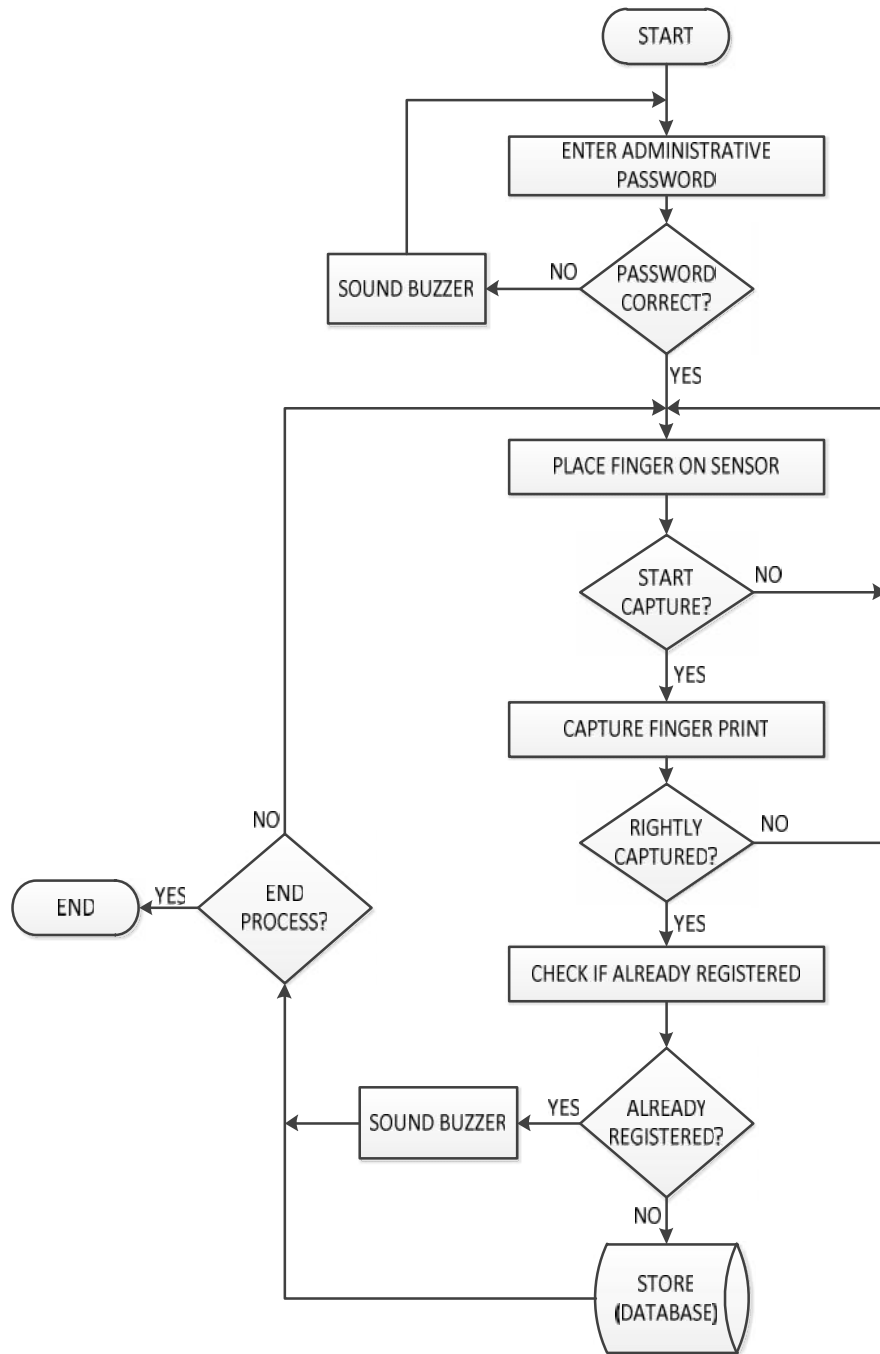 START
ENTER ADMINISTRATIVE
PASSWORD
PASSWORD
CORRECT?
NO
SOUND BUZZER
YES
PLACE FINGER ON SENSOR
START
CAPTURE?
NO
YES
CAPTURE FINGER PRINT
RIGHTLY
CAPTURED?
NO
YES
CHECK IF ALREADY REGISTERED
ALREADY
REGISTERED?
YES
SOUND BUZZER
NO
STORE
(DATABASE)
END
PROCESS?
NO
YES
END